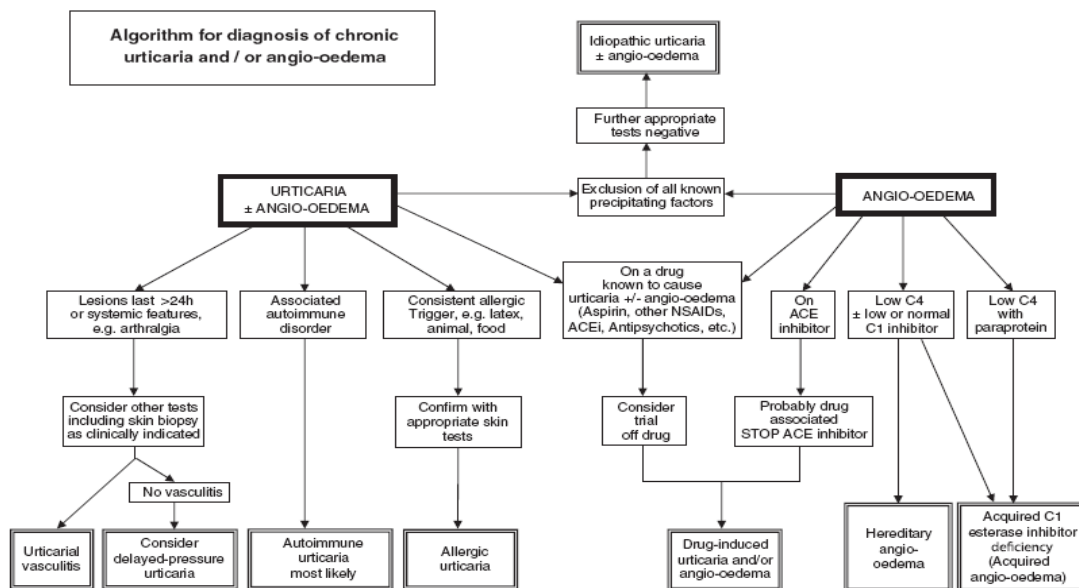 Algorithm for diagnosis of chronic
urticaria and / or angio-oedema
Idiopathic urticaria
± angio-oedema
Further appropriate
tests negative
Exclusion of all known
precipitating factors
URTICARIA
± ANGIO-OEDEMA
ANGIO-OEDEMA
Lesions last >24h
or systemic features,
e.g. arthralgia
Associated
autoimmune
disorder
Consistent allergic
Trigger, e.g. latex,
animal, food
On a drug
known to cause
urticaria +/- angio-oedema
(Aspirin, other NSAIDs,
ACEi, Antipsychotics, etc.)
On
ACE
inhibitor
Low C4
± low or normal
C1 inhibitor
Low C4
with
paraprotein
Consider other tests
including skin biopsy
as clinically indicated
Confirm with
appropriate skin
tests
Consider
trial
off drug
Probably drug
associated
STOP ACE inhibitor
No vasculitis
Urticarial
vasculitis
Consider
delayed-pressure
urticaria
Autoimmune
urticaria
most likely
Allergic
urticaria
Drug-induced
urticaria and/or
angio-oedema
Hereditary
angio-
oedema
Acquired C1
esterase inhibitor
deficiency
(Acquired
angio-oedema)